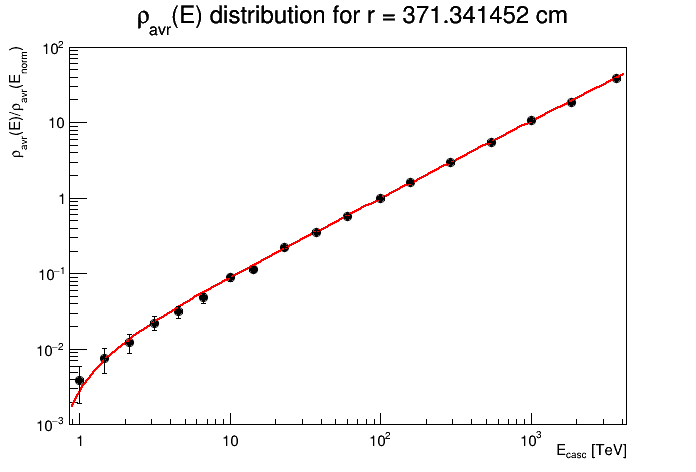 ρavr(E) distribution for r = 371.341452 cm
ρavr(E)/ρavr(Enorm)
10²
10
1
10⁻¹
10⁻²
10⁻³
1 10 10² 10³
Ecasc [TeV]